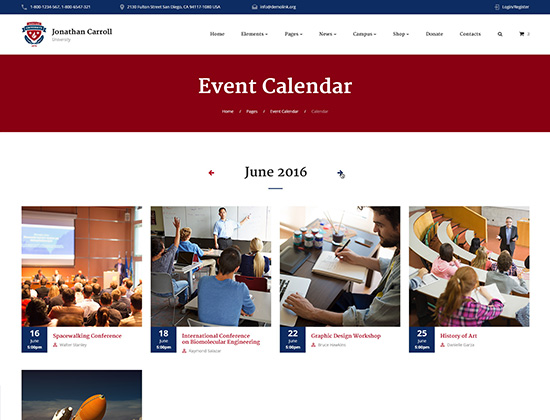 1-800-1234-567, 1-800-6547-321
2130 Fulton Street San Diego, CA 94117-1080 USA
info@demolink.org
Login/Register
Jonathan Carroll
University
Home Elements Pages News Campus Shop Donate Contacts 0
Event Calendar
Home / Pages / Event Calendar / Calendar
June 2016
16
June
5:00pm
Spacewalking Conference
Walter Stanley
18
June
5:00pm
International Conference
on Biomolecular Engineering
Raymond Salazar
22
June
5:00pm
Graphic Design Workshop
Bruce Hawkins
25
June
5:00pm
History of Art
Danielle Garza